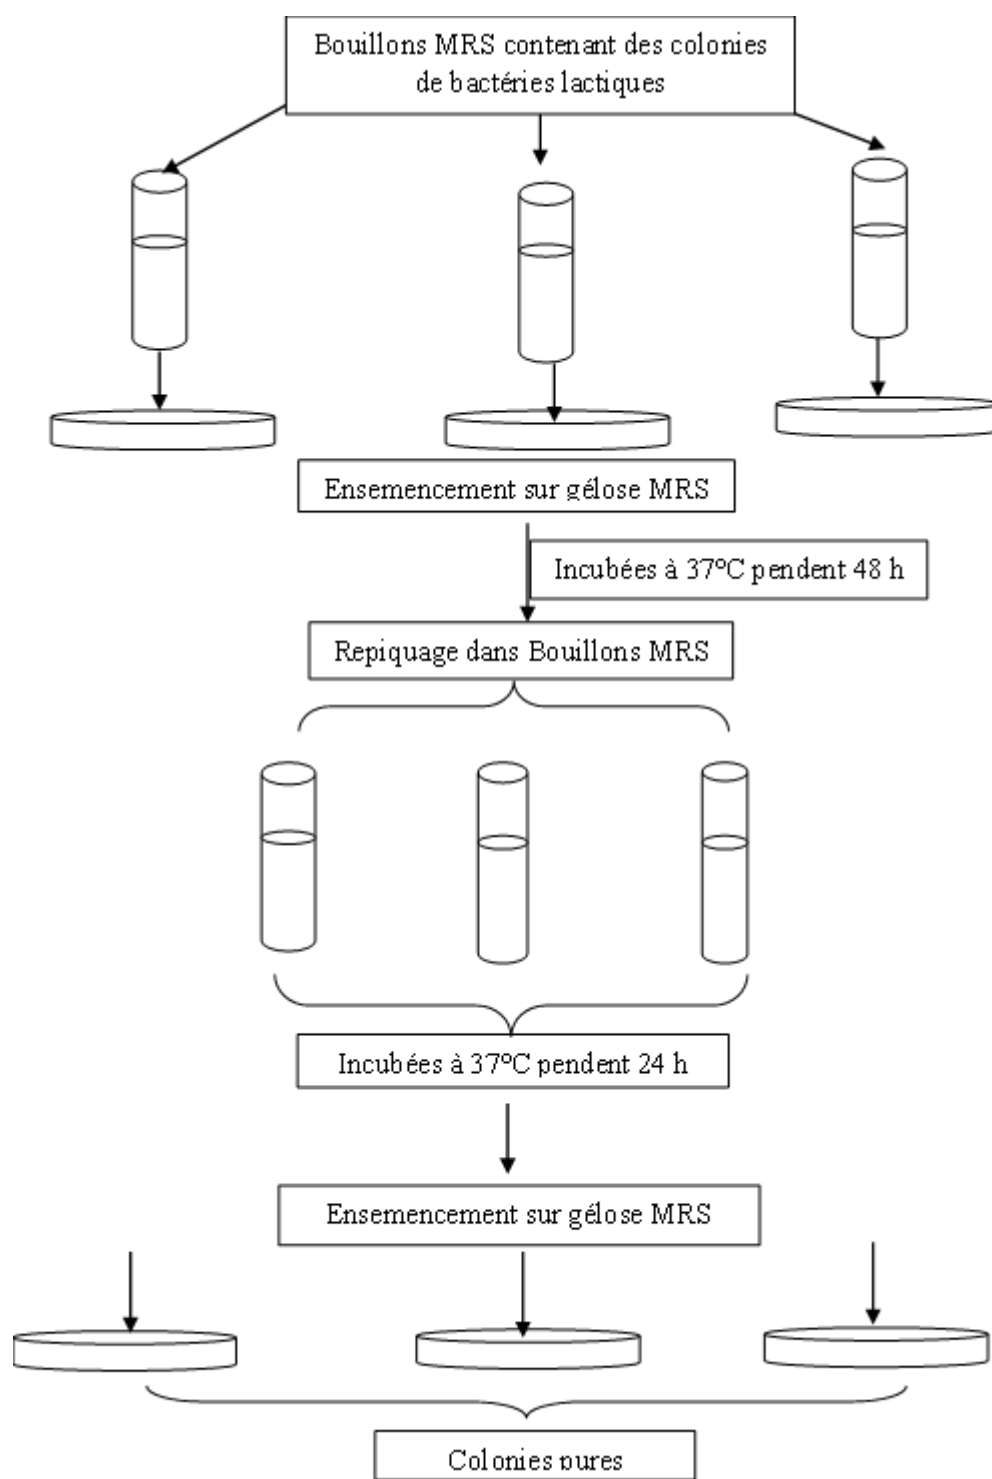 Bouillons MRS contenant des colonies
de bactéries lactiques
Ensemencement sur gélose MRS
Incubées à 37°C pendent 48 h
Repiquage dans Bouillons MRS
Incubées à 37°C pendent 24 h
Ensemencement sur gélose MRS
Colonies pures